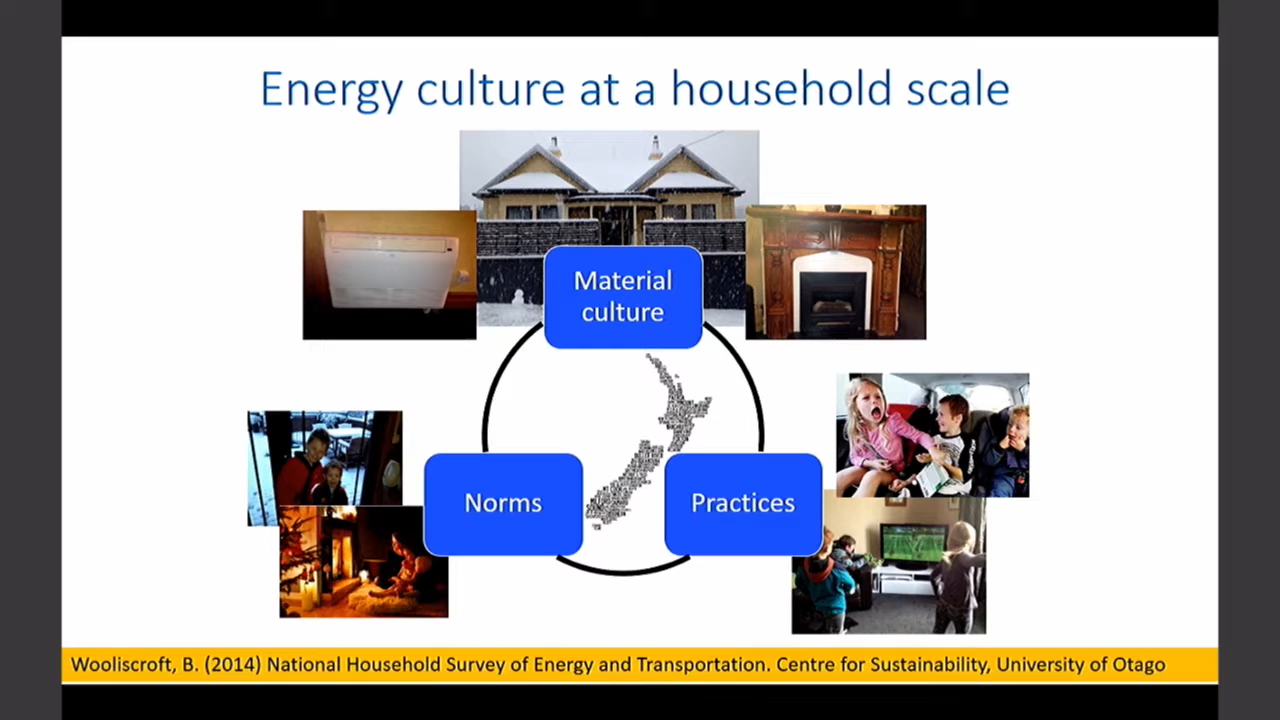 Energy culture at a household scale
Material
culture
Norms
Practices
Wooliscroft, B. (2014) National Household Survey of Energy and Transportation. Centre for Sustainability, University of Otago